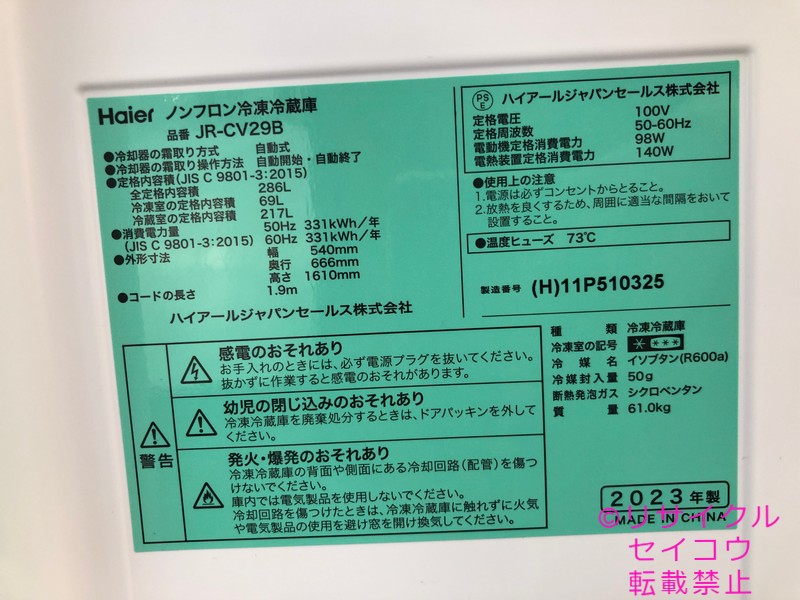 Haier ノンフロン冷凍冷蔵庫
品番 JR-CV29B
●冷却器の霜取り方式 自動式
●冷却器の霜取り操作方法 自動開始・自動終了
●定格内容積(JIS C 9801-3:2015)
全定格内容積 286L
冷凍室の定格内容積 69L
冷蔵室の定格内容積 217L
●消費電力量 50Hz 331kWh/年
(JIS C 9801-3:2015) 60Hz 331kWh/年
●外形寸法 幅 540mm
奥行 666mm
高さ 1610mm
●コードの長さ 1.9m
ハイアールジャパンセールス株式会社
PS
E
ハイアールジャパンセールス株式会社
定格電圧 100V
定格周波数 50-60Hz
電動機定格消費電力 98W
電熱装置定格消費電力 140W
●使用上の注意
1.電源は必ずコンセントからとること。
2.放熱を良くするため、周囲に適当な間隔をおいて
設置すること。
●温度ヒューズ 73℃
製造番号 (H)11P510325
警告
感電のおそれあり
お手入れのときには、必ず電源プラグを抜いてください。
抜かずに作業すると感電のおそれがあります。
幼児の閉じ込みのおそれあり
冷凍冷蔵庫を廃棄処分するときは、ドアパッキンを外して
ください。
発火・爆発のおそれあり
冷凍冷蔵庫の背面や側面にある冷却回路(配管)を傷つ
けないでください。
庫内では電気製品を使用しないでください。
冷却回路を傷つけたときは、冷凍冷蔵庫に触れずに火気
や電気製品の使用を避け窓を開け換気してください。
種類 冷凍冷蔵庫
冷凍室の記号 * ***
冷媒名 イソブタン(R600a)
冷媒封入量 50g
断熱発泡ガス シクロペンタン
質量 61.0kg
2023年製
MADE IN CHINA
©リサイクル
セイコウ
転載禁止